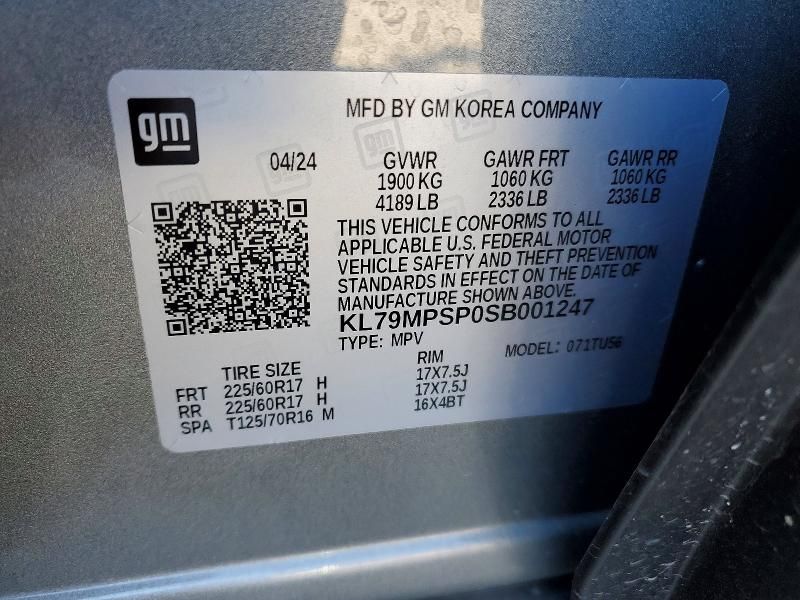 gm
MFD BY GM KOREA COMPANY
04/24 GVWR GAWR FRT GAWR RR
1900 KG 1060 KG 1060 KG
4189 LB 2336 LB 2336 LB
THIS VEHICLE CONFORMS TO ALL
APPLICABLE U.S. FEDERAL MOTOR
VEHICLE SAFETY AND THEFT PREVENTION
STANDARDS IN EFFECT ON THE DATE OF
MANUFACTURE SHOWN ABOVE.
KL79MPSP0SB001247
TYPE: MPV MODEL: 071TU56
TIRE SIZE RIM
FRT 225/60R17 H 17X7.5J
RR 225/60R17 H 17X7.5J
SPA T125/70R16 M 16X4BT